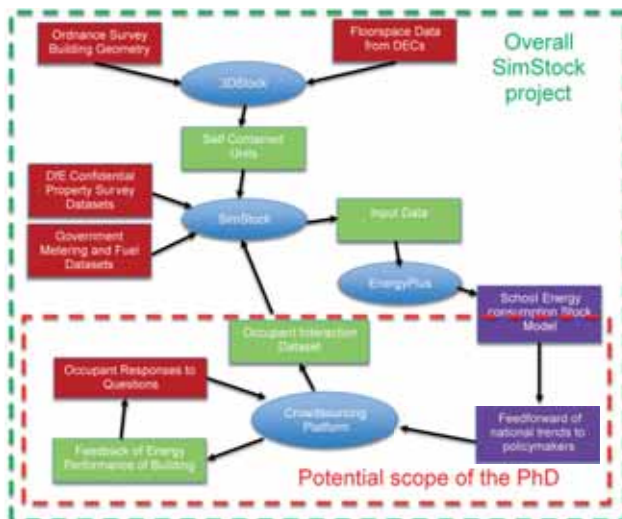 Ordnance Survey
Building Geometry
Floorspace Data
from DECs
Overall
SimStock
project
3DStock
Self Contained
Units
DfE Confidential
Property Survey
Datasets
SimStock
Input Data
Government
Metering and Fuel
Datasets
EnergyPlus
School Energy
consumption Stock
Model
Occupant Interaction
Dataset
Occupant Responses to
Questions
Crowdsourcing
Platform
Feedforward of
national trends to
policymakers
Feedback of Energy
Performance of Building
Potential scope of the PhD